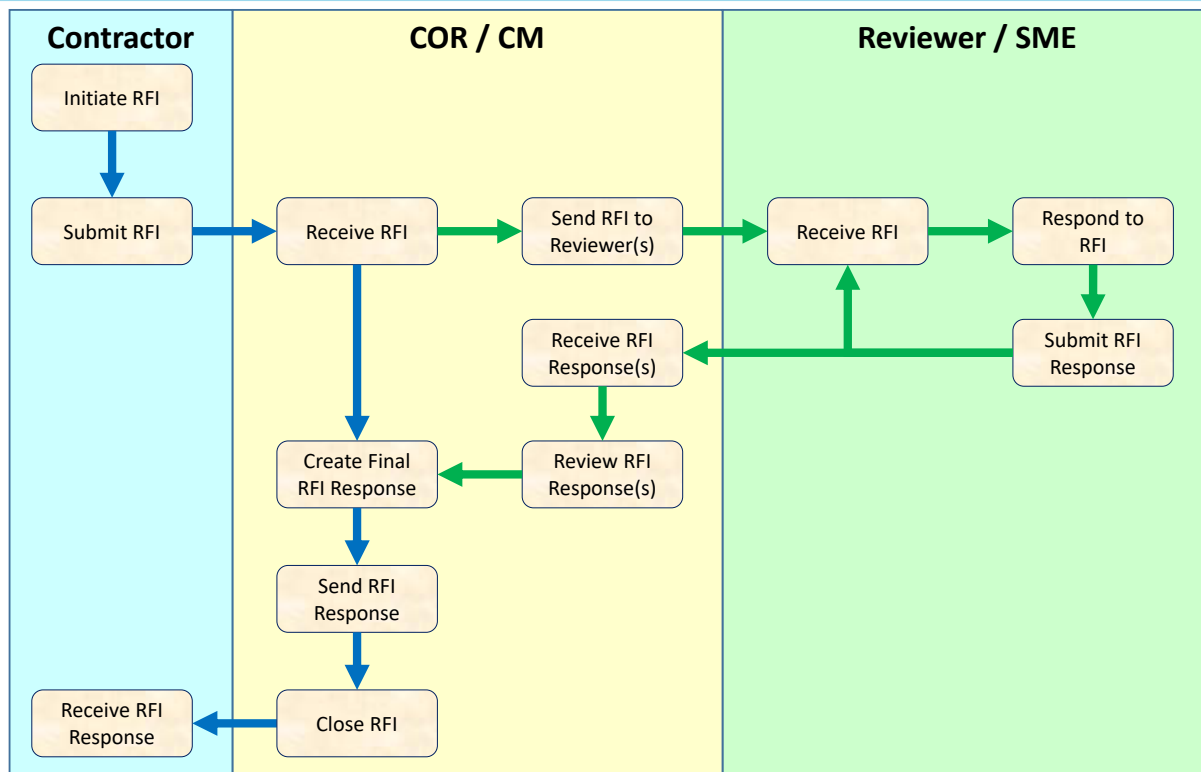 Contractor
COR / CM
Reviewer / SME
Initiate RFI
Submit RFI
Receive RFI
Send RFI to
Reviewer(s)
Receive RFI
Respond to
RFI
Receive RFI
Response(s)
Submit RFI
Response
Create Final
RFI Response
Review RFI
Response(s)
Send RFI
Response
Receive RFI
Response
Close RFI